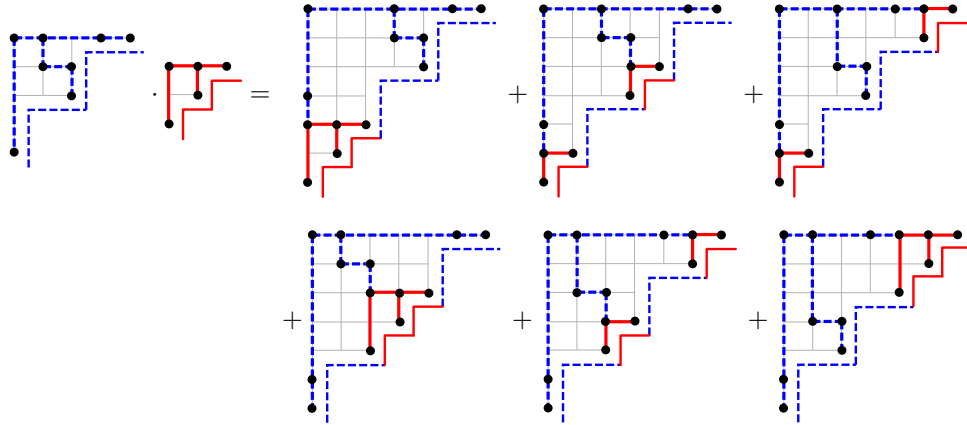 · = + +
+ + +